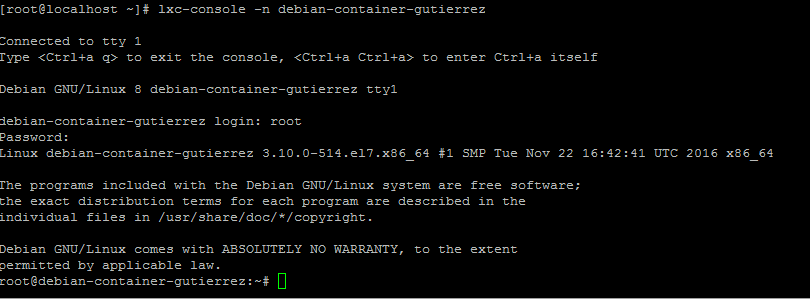 [root@localhost ~]# lxc-console -n debian-container-gutierrez
Connected to tty 1
Type <Ctrl+a q> to exit the console, <Ctrl+a Ctrl+a> to enter Ctrl+a itself
Debian GNU/Linux 8 debian-container-gutierrez tty1
debian-container-gutierrez login: root
Password:
Linux debian-container-gutierrez 3.10.0-514.el7.x86_64 #1 SMP Tue Nov 22 16:42:41 UTC 2016 x86_64
The programs included with the Debian GNU/Linux system are free software;
the exact distribution terms for each program are described in the
individual files in /usr/share/doc/*/copyright.
Debian GNU/Linux comes with ABSOLUTELY NO WARRANTY, to the extent
permitted by applicable law.
root@debian-container-gutierrez:~#